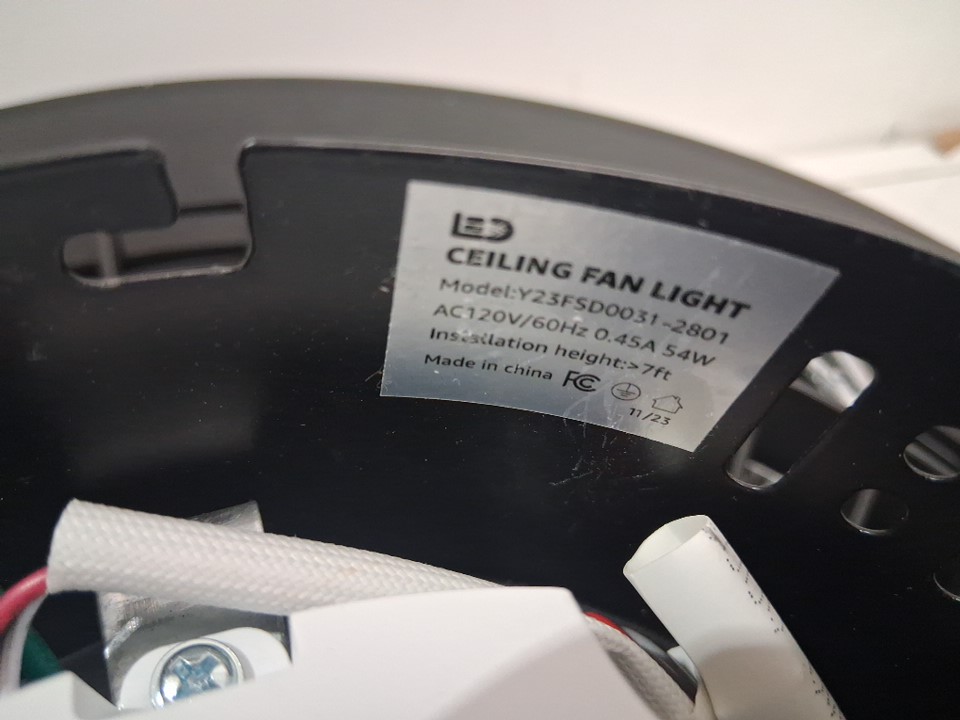 LED
CEILING FAN LIGHT
Model:Y23FSD0031-2801
AC120V/60Hz 0.45A 54W
Installation height:>7ft
Made in china FC
11/23